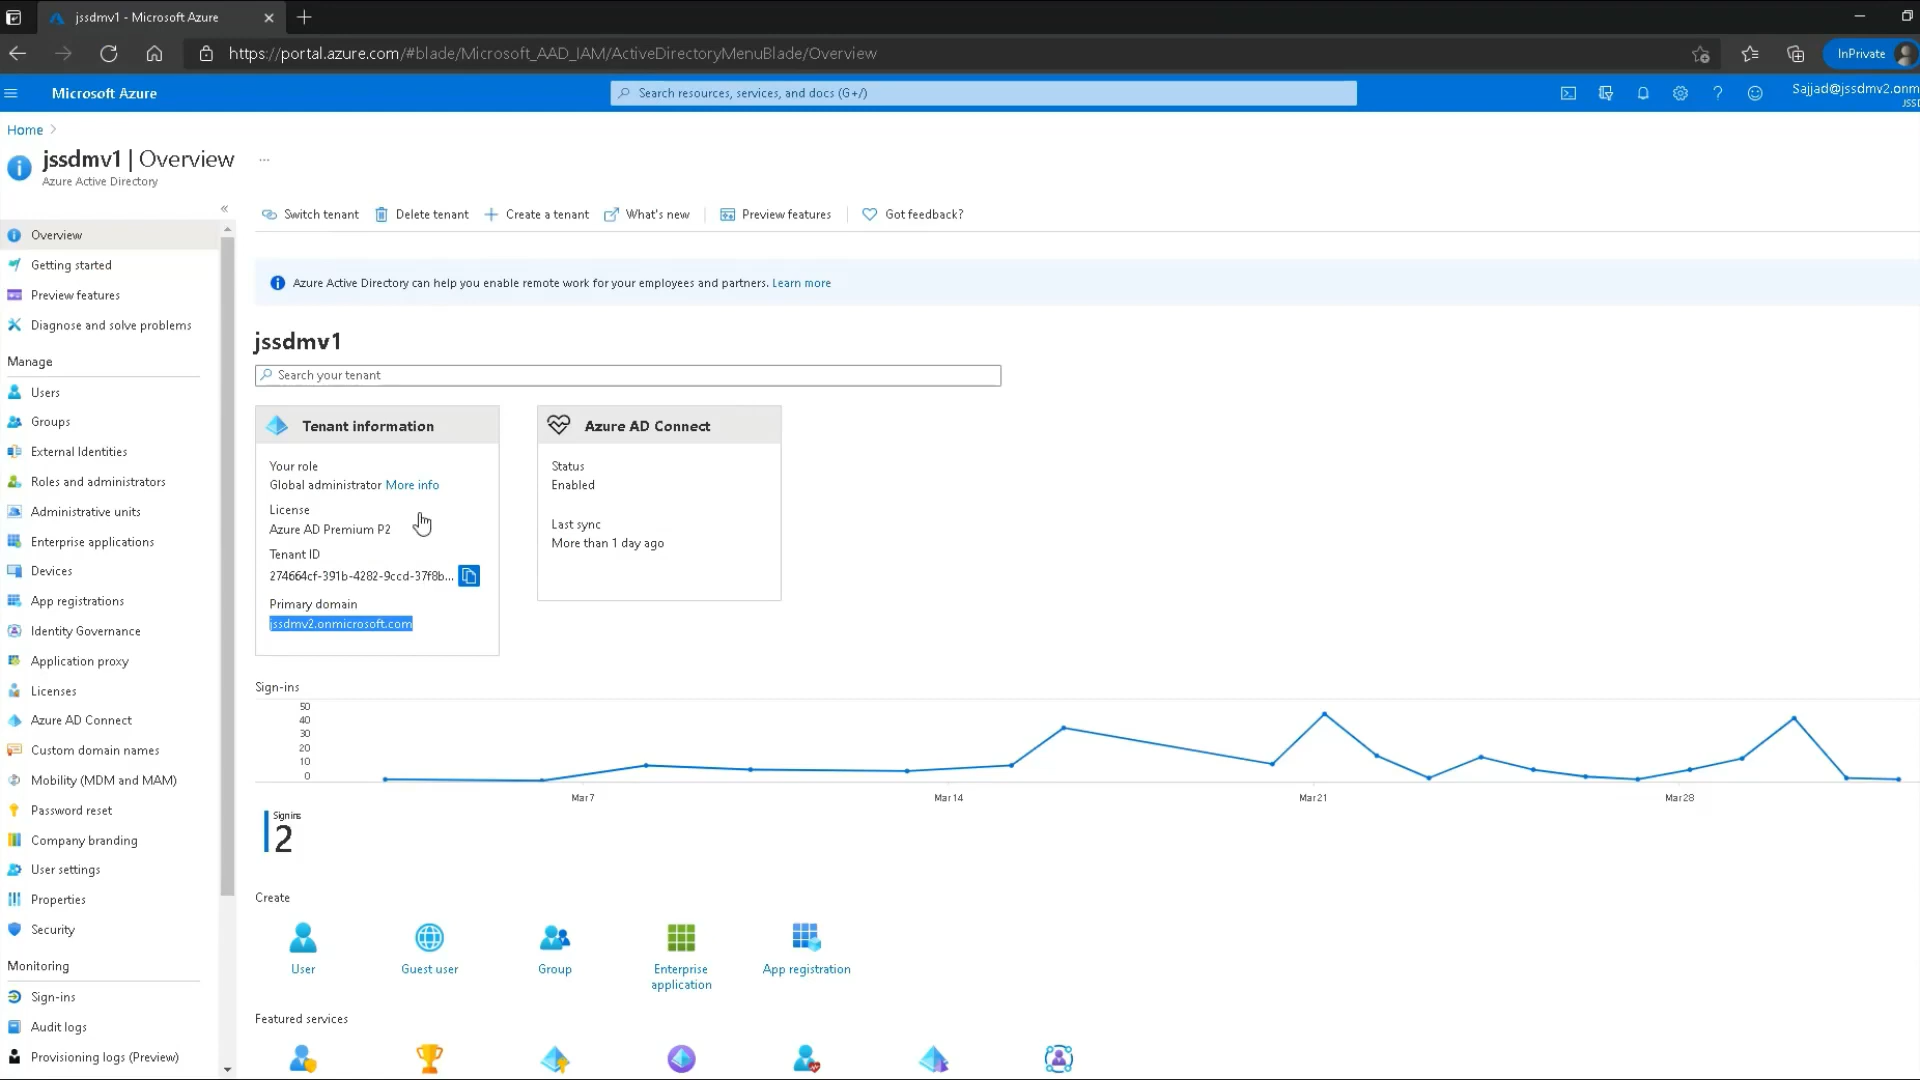 jssdmv1 - Microsoft Azure
https://portal.azure.com/#blade/Microsoft_AAD_IAM/ActiveDirectoryMenuBlade/Overview
InPrivate
Microsoft Azure
Search resources, services, and docs (G+/)
Sajjad@jssdmv2.onm
JSSD
Home
jssdmv1 | Overview
...
Azure Active Directory
Switch tenant
Delete tenant
Create a tenant
What's new
Preview features
Got feedback?
Overview
Getting started
Preview features
Diagnose and solve problems
Manage
Users
Groups
External Identities
Roles and administrators
Administrative units
Enterprise applications
Devices
App registrations
Identity Governance
Application proxy
Licenses
Azure AD Connect
Custom domain names
Mobility (MDM and MAM)
Password reset
Company branding
User settings
Properties
Security
Monitoring
Sign-ins
Audit logs
Provisioning logs (Preview)
Azure Active Directory can help you enable remote work for your employees and partners. Learn more
jssdmv1
Search your tenant
Tenant information
Your role
Global administrator More info
License
Azure AD Premium P2
Tenant ID
274664cf-391b-4282-9ccd-37f8b...
Primary domain
jssdmv2.onmicrosoft.com
Azure AD Connect
Status
Enabled
Last sync
More than 1 day ago
Sign-ins
50
40
30
20
10
0
Mar 7
Mar 14
Mar 21
Mar 28
Signins
2
Create
User
Guest user
Group
Enterprise application
App registration
Featured services